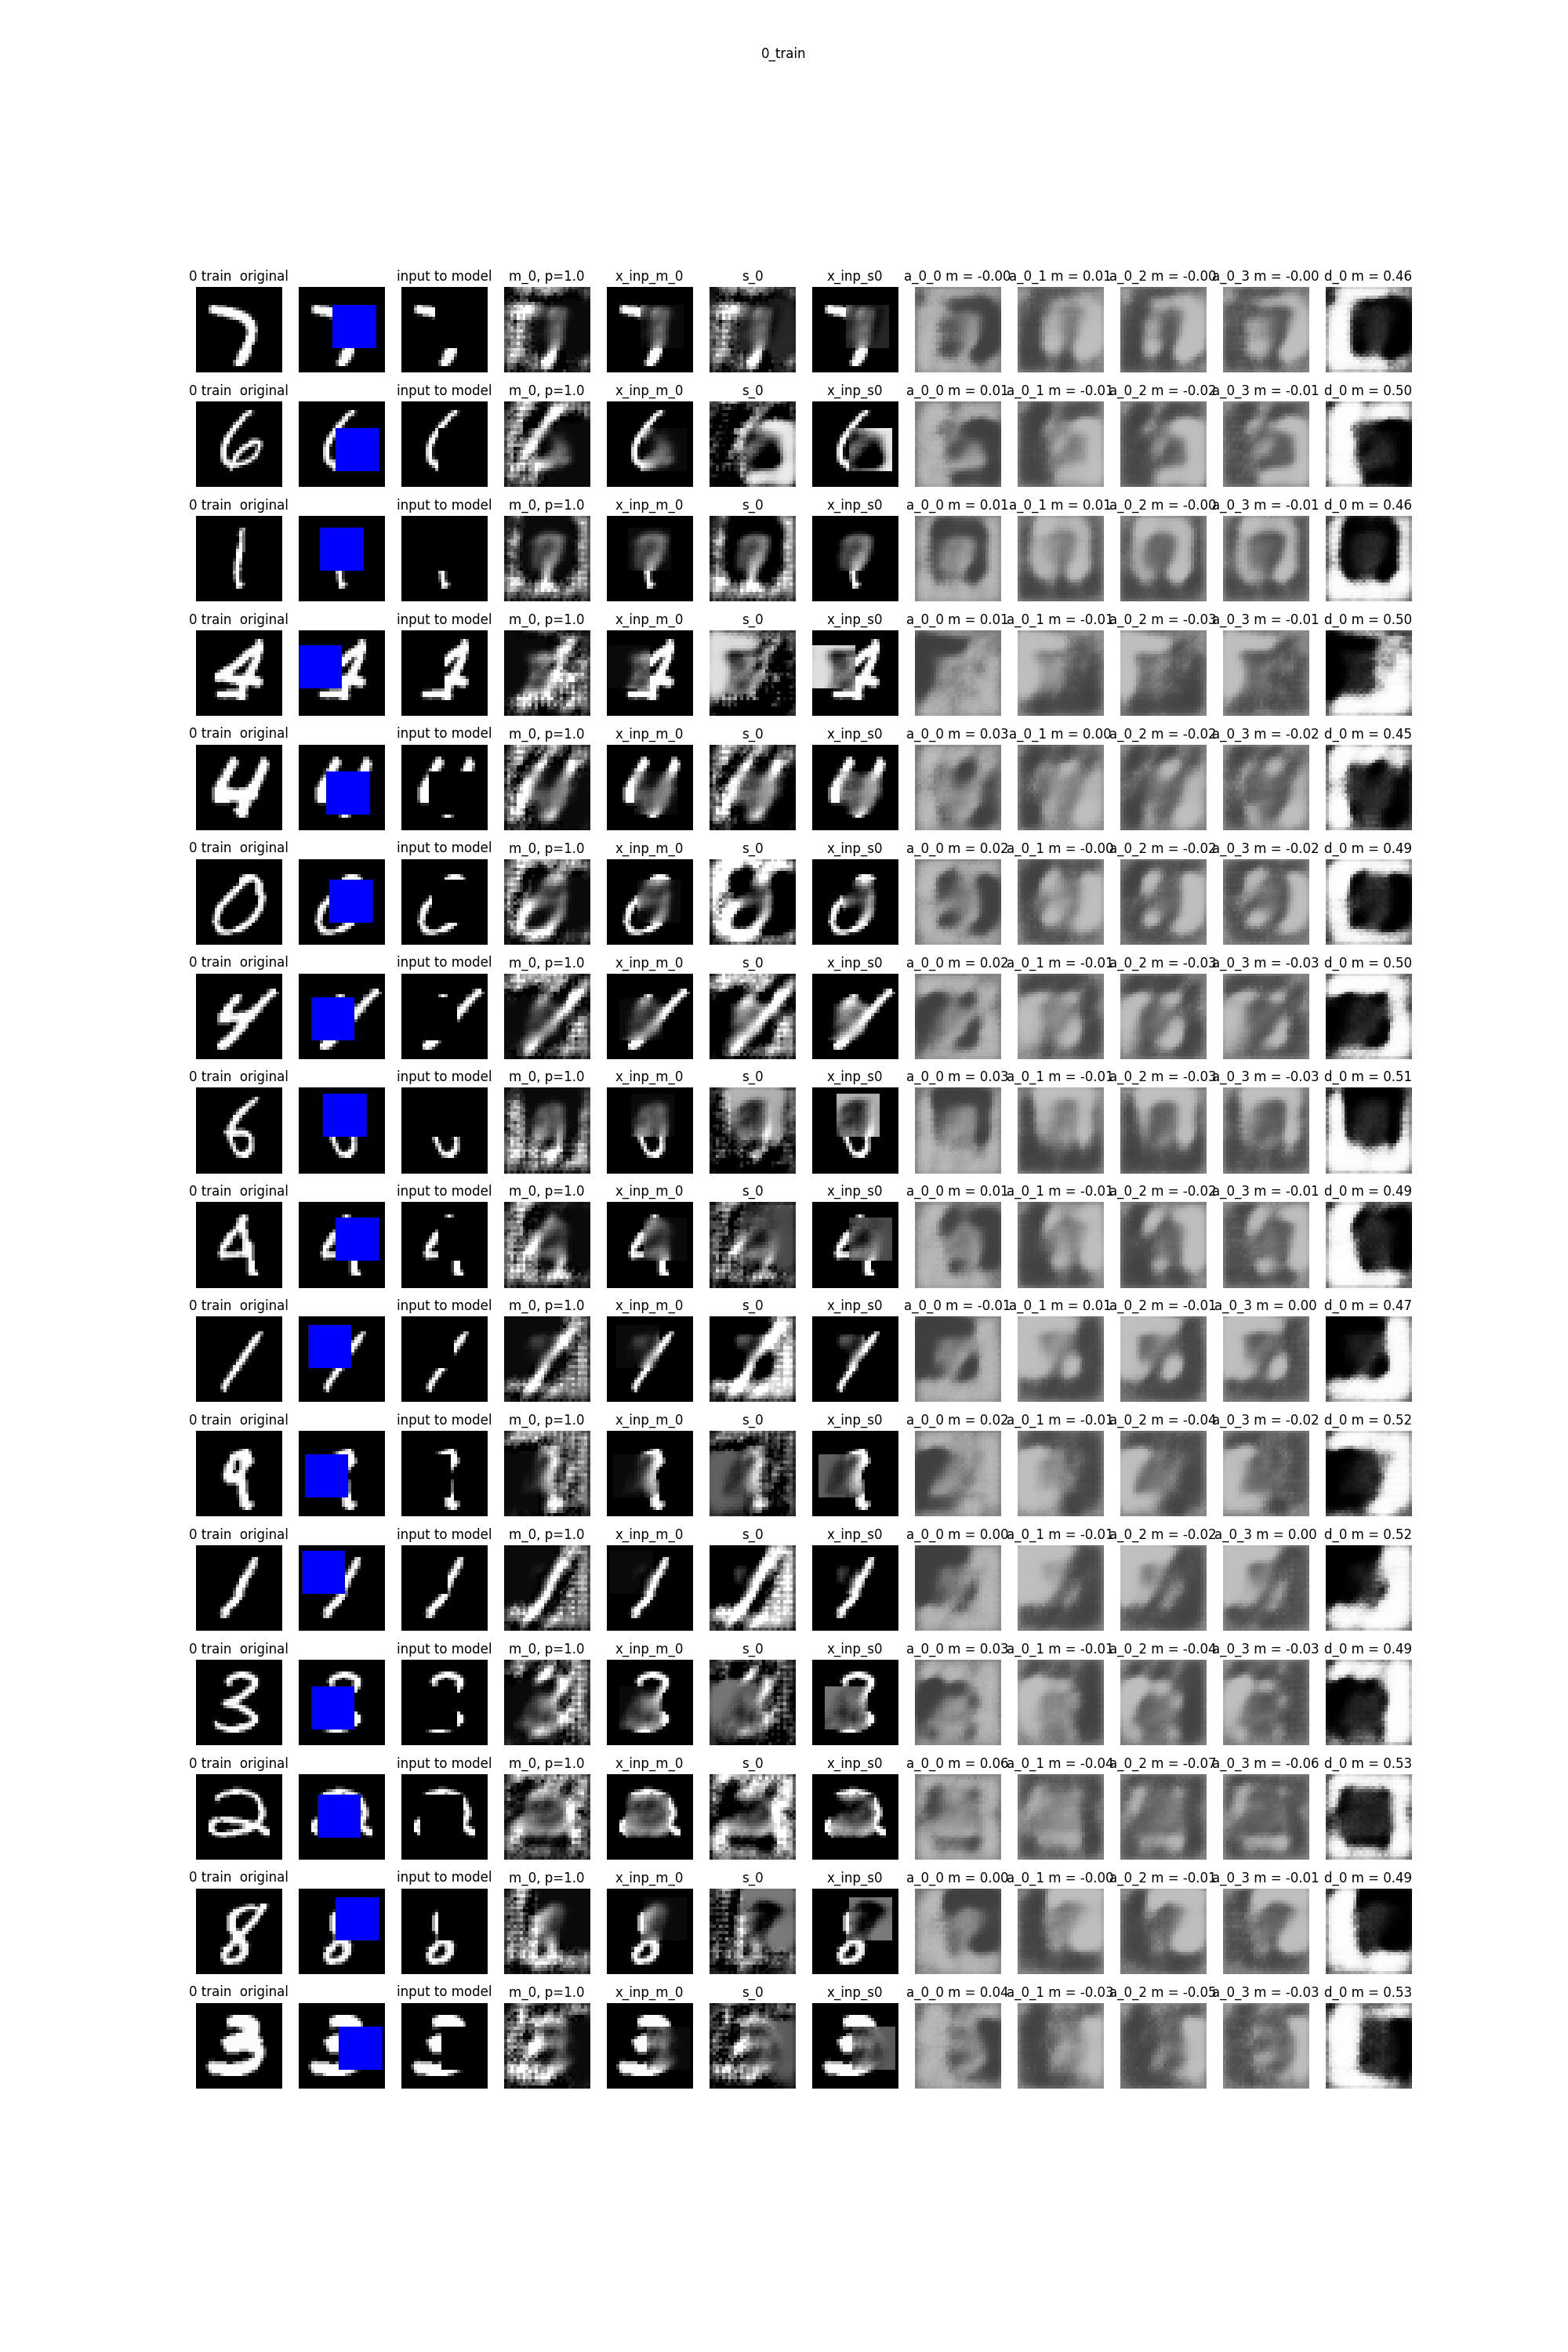 0_train
0 train  original input to model m_0, p=1.0 x_inp_m_0 s_0 x_inp_s0 a_0_0 m = -0.00 a_0_1 m = 0.01 a_0_2 m = -0.00 a_0_3 m = -0.00 d_0 m = 0.46
0 train  original input to model m_0, p=1.0 x_inp_m_0 s_0 x_inp_s0 a_0_0 m = 0.01 a_0_1 m = -0.01 a_0_2 m = -0.02 a_0_3 m = -0.01 d_0 m = 0.50
0 train  original input to model m_0, p=1.0 x_inp_m_0 s_0 x_inp_s0 a_0_0 m = 0.01 a_0_1 m = 0.01 a_0_2 m = -0.00 a_0_3 m = -0.01 d_0 m = 0.46
0 train  original input to model m_0, p=1.0 x_inp_m_0 s_0 x_inp_s0 a_0_0 m = 0.01 a_0_1 m = -0.01 a_0_2 m = -0.03 a_0_3 m = -0.01 d_0 m = 0.50
0 train  original input to model m_0, p=1.0 x_inp_m_0 s_0 x_inp_s0 a_0_0 m = 0.03 a_0_1 m = 0.00 a_0_2 m = -0.02 a_0_3 m = -0.02 d_0 m = 0.45
0 train  original input to model m_0, p=1.0 x_inp_m_0 s_0 x_inp_s0 a_0_0 m = 0.02 a_0_1 m = -0.00 a_0_2 m = -0.02 a_0_3 m = -0.02 d_0 m = 0.49
0 train  original input to model m_0, p=1.0 x_inp_m_0 s_0 x_inp_s0 a_0_0 m = 0.02 a_0_1 m = -0.01 a_0_2 m = -0.03 a_0_3 m = -0.03 d_0 m = 0.50
0 train  original input to model m_0, p=1.0 x_inp_m_0 s_0 x_inp_s0 a_0_0 m = 0.03 a_0_1 m = -0.01 a_0_2 m = -0.03 a_0_3 m = -0.03 d_0 m = 0.51
0 train  original input to model m_0, p=1.0 x_inp_m_0 s_0 x_inp_s0 a_0_0 m = 0.01 a_0_1 m = -0.01 a_0_2 m = -0.02 a_0_3 m = -0.01 d_0 m = 0.49
0 train  original input to model m_0, p=1.0 x_inp_m_0 s_0 x_inp_s0 a_0_0 m = -0.01 a_0_1 m = 0.01 a_0_2 m = -0.01 a_0_3 m = 0.00 d_0 m = 0.47
0 train  original input to model m_0, p=1.0 x_inp_m_0 s_0 x_inp_s0 a_0_0 m = 0.02 a_0_1 m = -0.01 a_0_2 m = -0.04 a_0_3 m = -0.02 d_0 m = 0.52
0 train  original input to model m_0, p=1.0 x_inp_m_0 s_0 x_inp_s0 a_0_0 m = 0.00 a_0_1 m = -0.01 a_0_2 m = -0.02 a_0_3 m = 0.00 d_0 m = 0.52
0 train  original input to model m_0, p=1.0 x_inp_m_0 s_0 x_inp_s0 a_0_0 m = 0.03 a_0_1 m = -0.01 a_0_2 m = -0.04 a_0_3 m = -0.03 d_0 m = 0.49
0 train  original input to model m_0, p=1.0 x_inp_m_0 s_0 x_inp_s0 a_0_0 m = 0.06 a_0_1 m = -0.04 a_0_2 m = -0.07 a_0_3 m = -0.06 d_0 m = 0.53
0 train  original input to model m_0, p=1.0 x_inp_m_0 s_0 x_inp_s0 a_0_0 m = 0.00 a_0_1 m = -0.00 a_0_2 m = -0.01 a_0_3 m = -0.01 d_0 m = 0.49
0 train  original input to model m_0, p=1.0 x_inp_m_0 s_0 x_inp_s0 a_0_0 m = 0.04 a_0_1 m = -0.03 a_0_2 m = -0.05 a_0_3 m = -0.03 d_0 m = 0.53